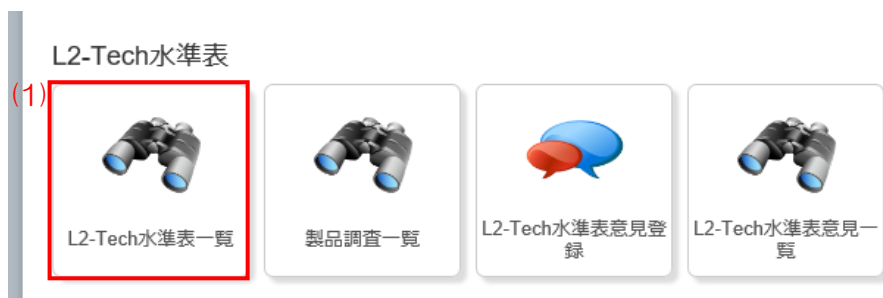 L2-Tech水準表
(1)
L2-Tech水準表一覧
製品調査一覧
L2-Tech水準表意見登
録
L2-Tech水準表意見一
覧